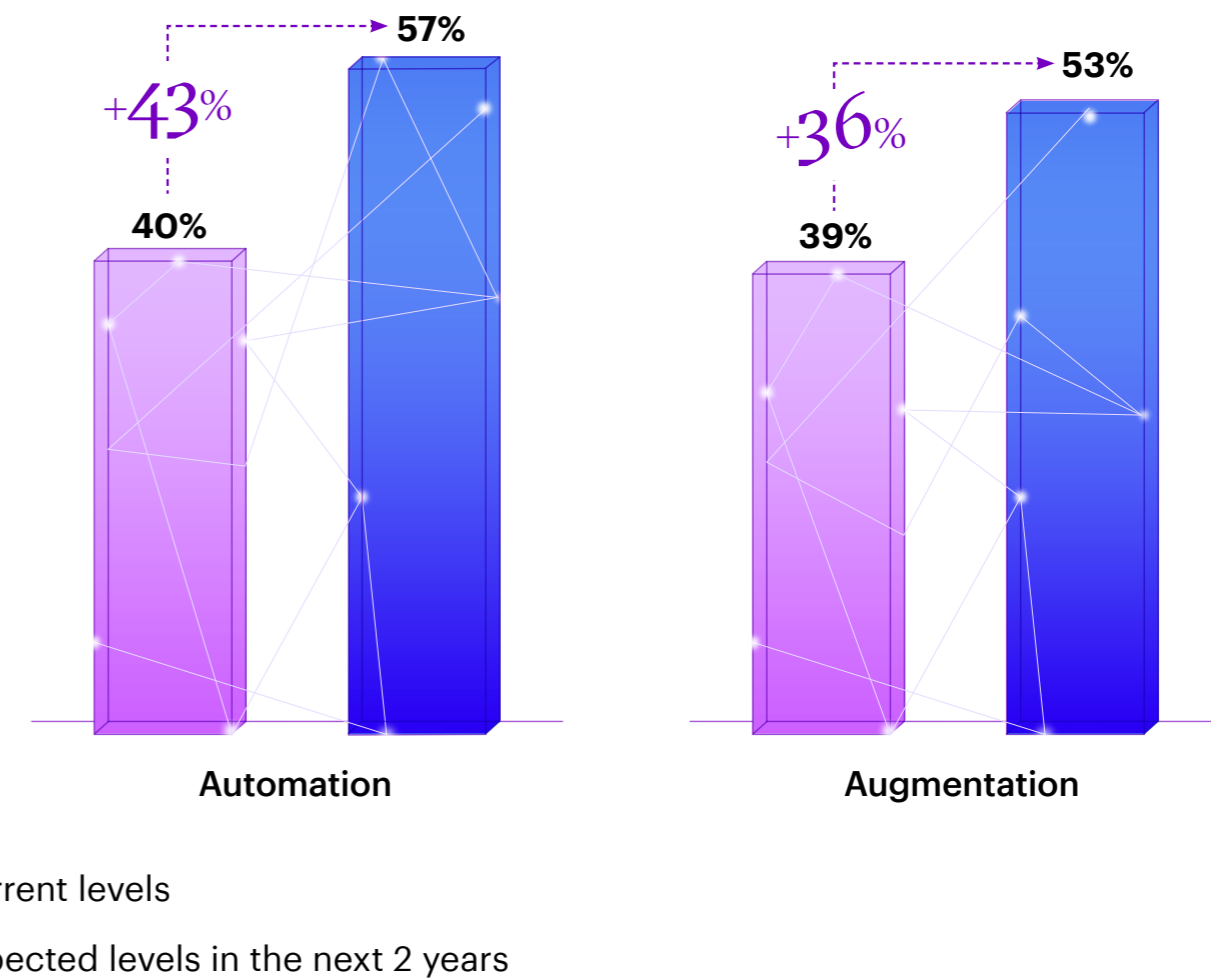 57%
+43%
40%
53%
+36%
39%
Automation
Augmentation
rrent levels
pected levels in the next 2 years